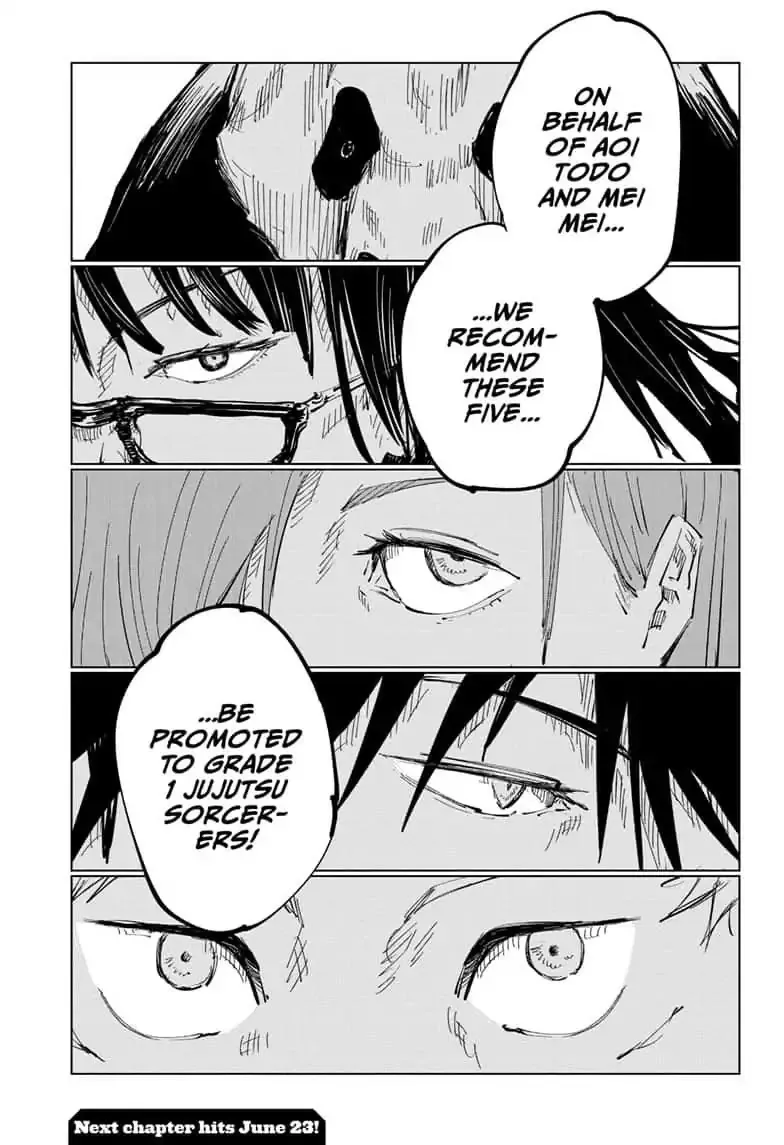 ON
BEHALF
OF AOI
TODO
AND MEI
MEI...
...WE
RECOM-
MEND
THESE
FIVE...
...BE
PROMOTED
TO GRADE
1 JUJUTSU
SORCER-
ERS!
Next chapter hits June 23!